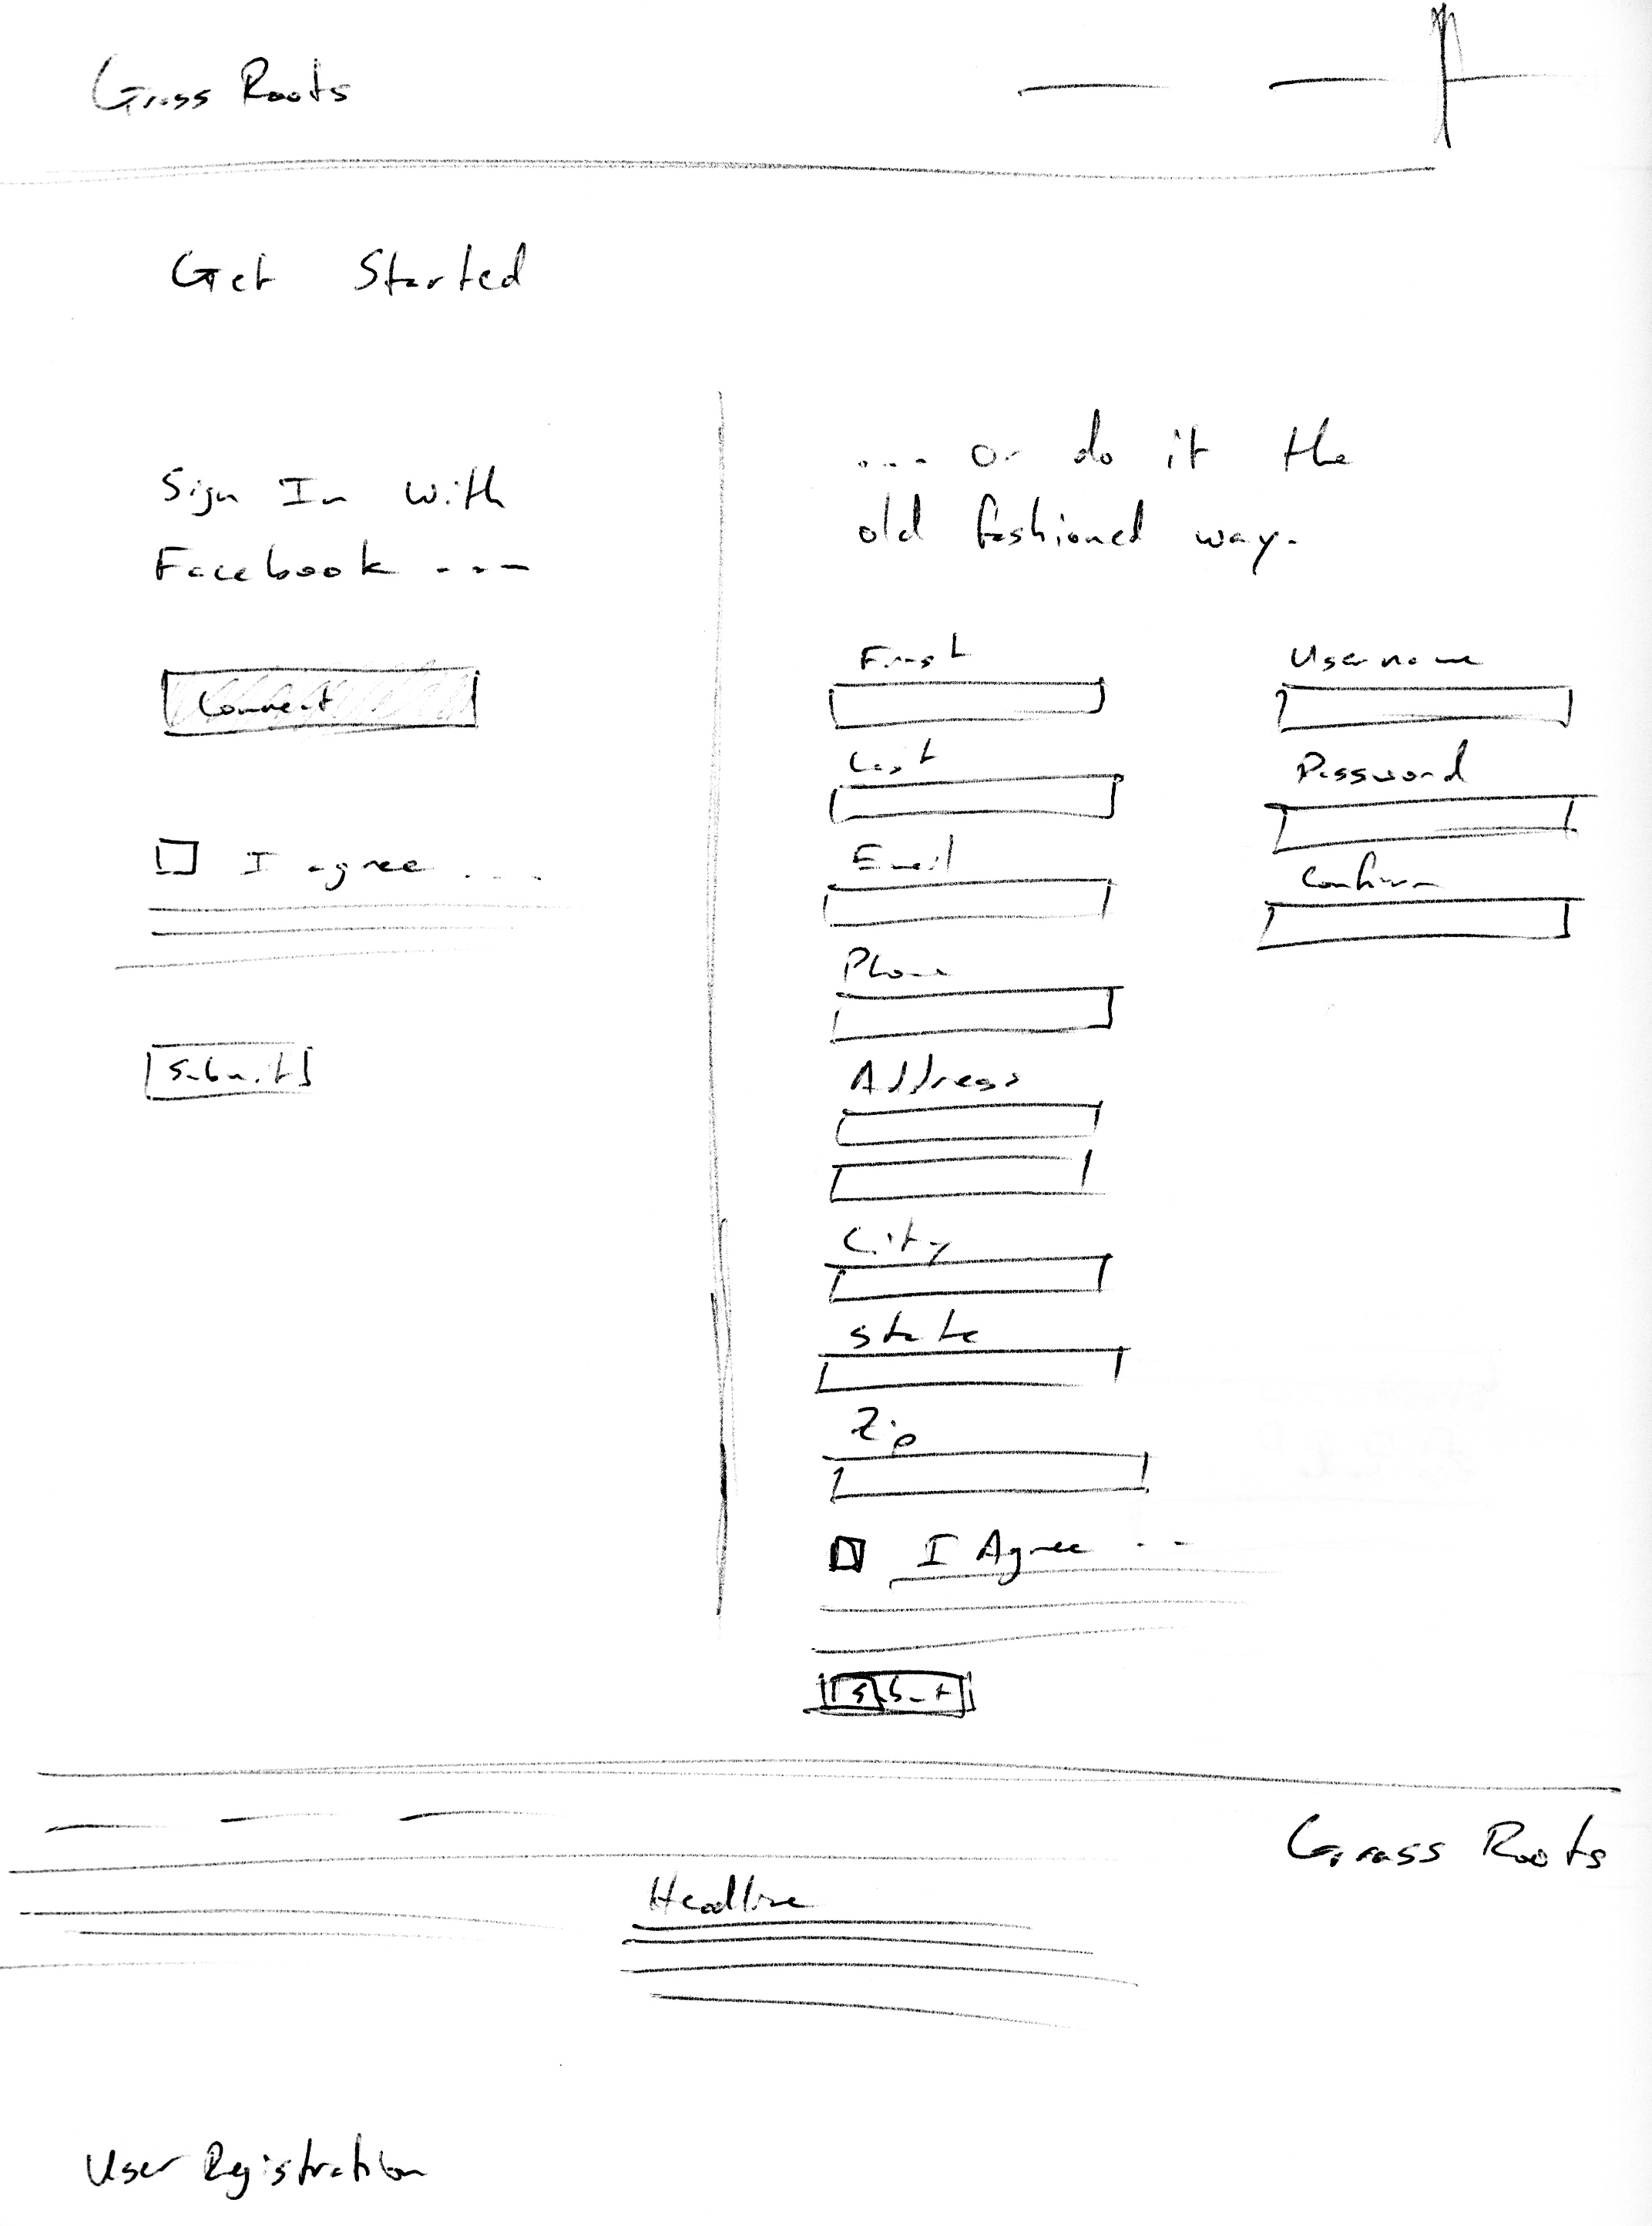 Grass Roots
Get Started
Sign In with
Facebook ---
Connect
I agree ....
Submit
.... or do it the
old fashioned way.
First
Last
Email
Phone
Address
City
State
Zip
I Agree ---
Submit
Username
Password
Confirm
Grass Roots
Headline
User Registration